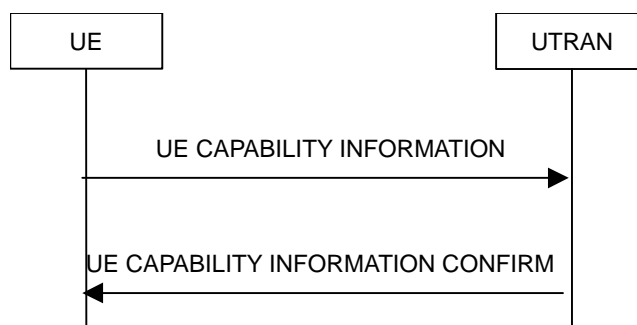 UE
UTRAN
UE CAPABILITY INFORMATION
UE CAPABILITY INFORMATION CONFIRM